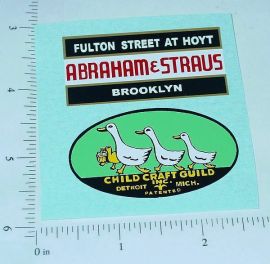 FULTON STREET AT HOYT
ABRAHAM & STRAUS
BROOKLYN
CHILD CRAFT GUILD
INC.
DETROIT MICH.
PATENTED
3
4
5
6
0 in
1
2